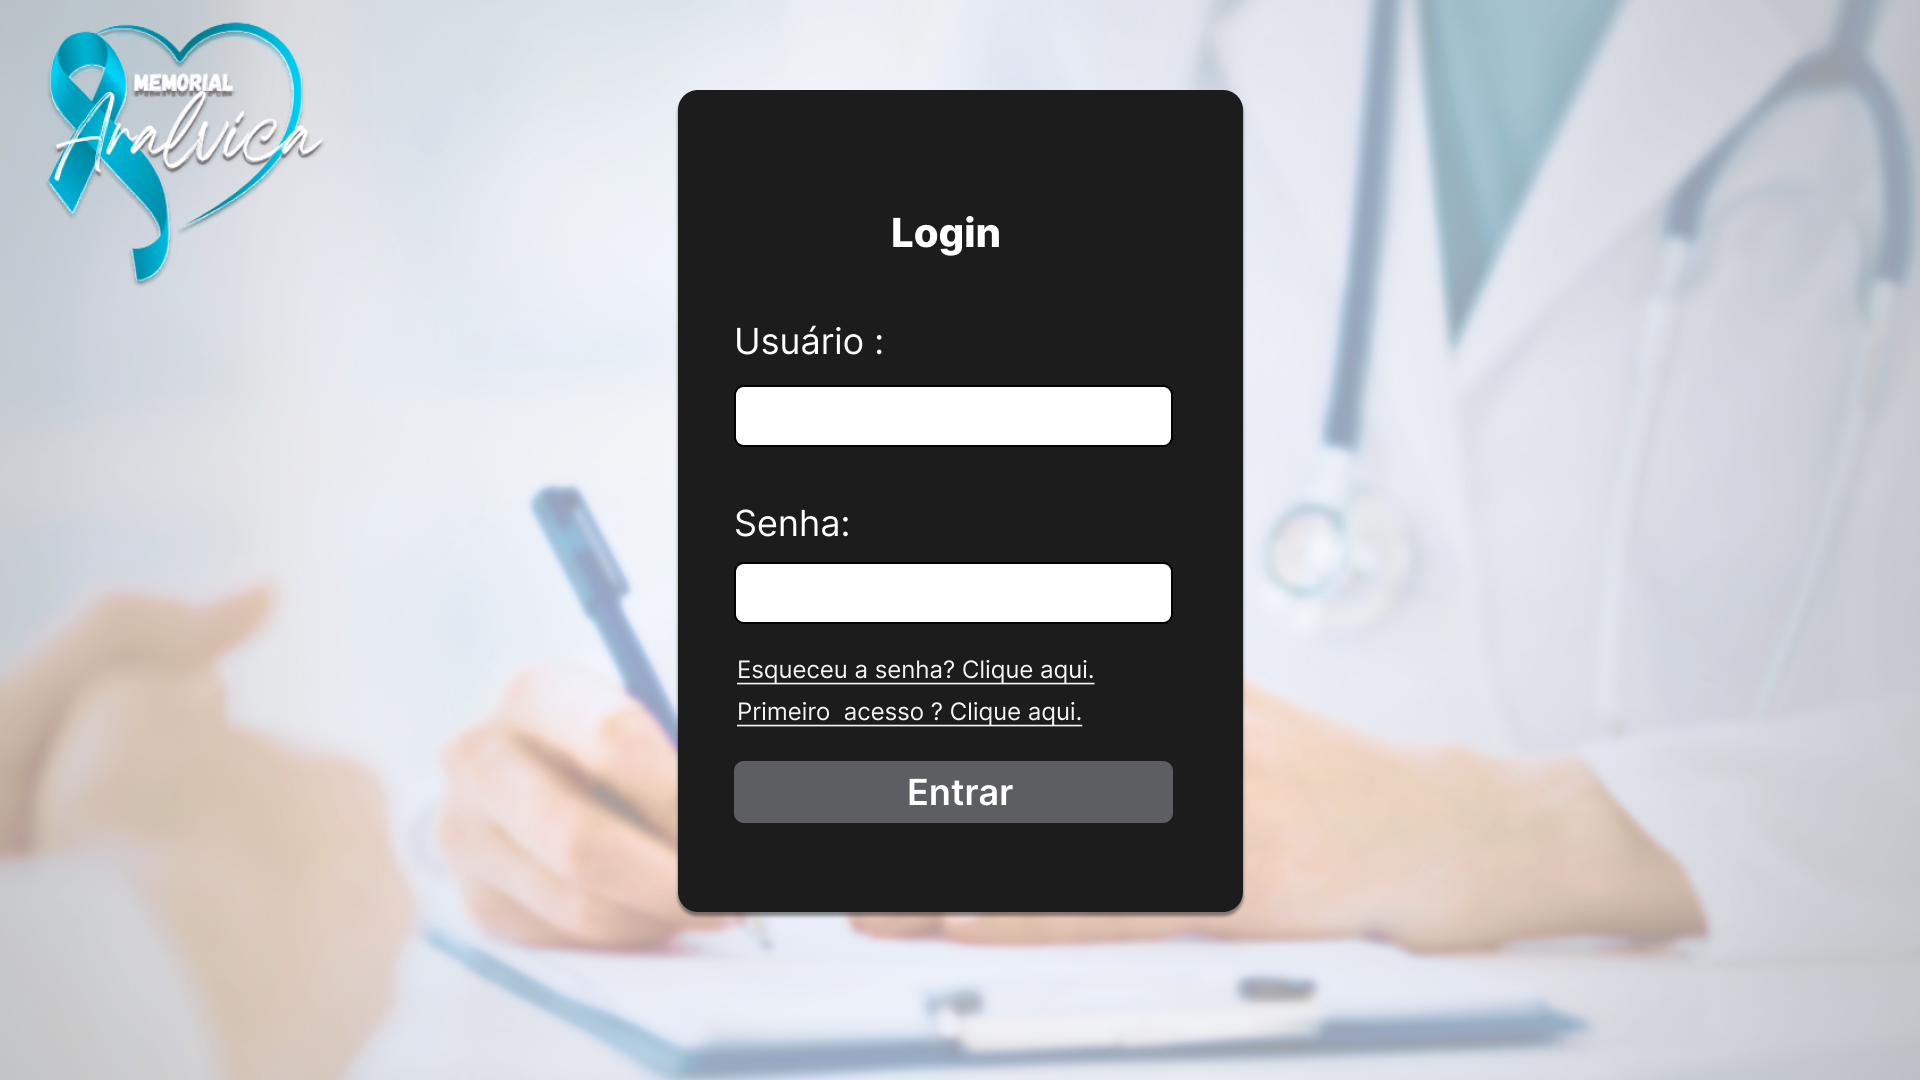 MEMORIAL
Aralvica
Login
Usuário :
Senha:
Esqueceu a senha? Clique aqui.
Primeiro  acesso ? Clique aqui.
Entrar